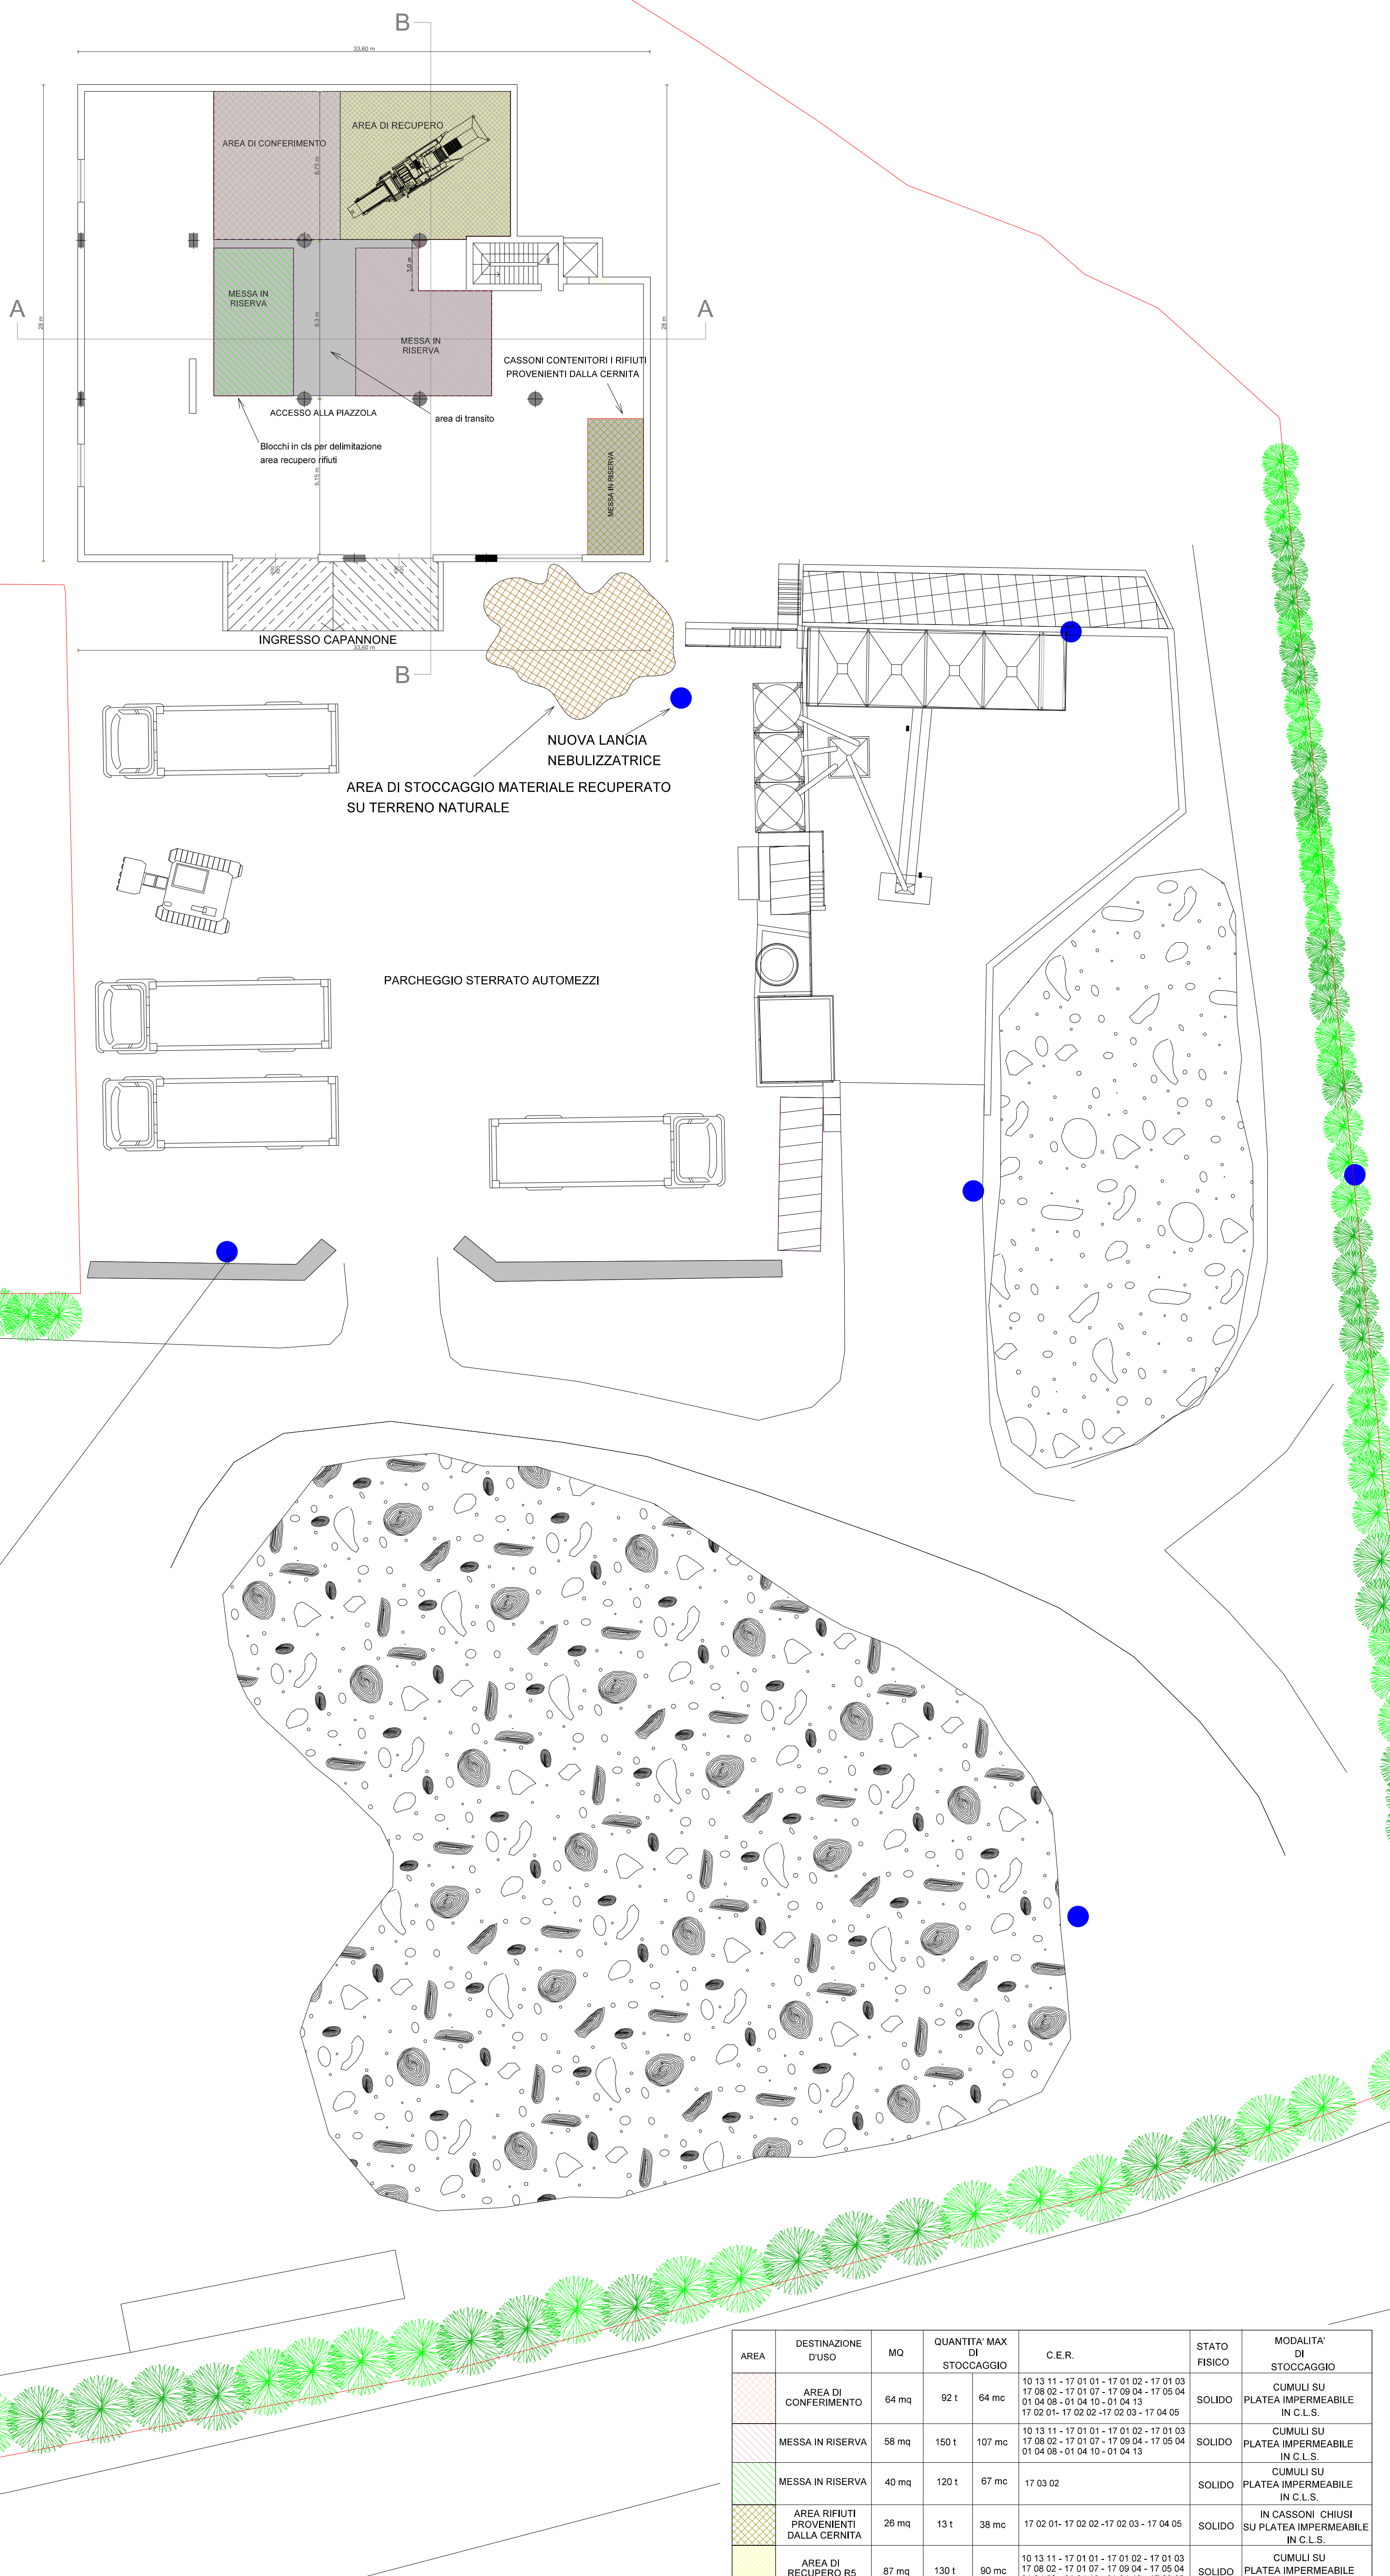 B
33,60 m
AREA DI RECUPERO
AREA DI CONFERIMENTO
8,75 m
3,0 m
MESSA IN
RISERVA
A
A
28 m
28 m
9,3 m
MESSA IN
RISERVA
CASSONI CONTENITORI I RIFIUTI
PROVENIENTI DALLA CERNITA
ACCESSO ALLA PIAZZOLA
area di transito
Blocchi in cls per delimitazione
area recupero rifiuti
9,15 m
MESSA IN RISERVA
INGRESSO CAPANNONE
33,60 m
B
NUOVA LANCIA
NEBULIZZATRICE
AREA DI STOCCAGGIO MATERIALE RECUPERATO
SU TERRENO NATURALE
PARCHEGGIO STERRATO AUTOMEZZI
AREA
DESTINAZIONE
D'USO
MQ
QUANTITA' MAX
DI
STOCCAGGIO
C.E.R.
STATO
FISICO
MODALITA'
DI
STOCCAGGIO
AREA DI
CONFERIMENTO
64 mq
92 t
64 mc
10 13 11 - 17 01 01 - 17 01 02 - 17 01 03
17 08 02 - 17 01 07 - 17 09 04 - 17 05 04
01 04 08 - 01 04 10 - 01 04 13
17 02 01- 17 02 02 -17 02 03 - 17 04 05
SOLIDO
CUMULI SU
PLATEA IMPERMEABILE
IN C.L.S.
MESSA IN RISERVA
58 mq
150 t
107 mc
10 13 11 - 17 01 01 - 17 01 02 - 17 01 03
17 08 02 - 17 01 07 - 17 09 04 - 17 05 04
01 04 08 - 01 04 10 - 01 04 13
SOLIDO
CUMULI SU
PLATEA IMPERMEABILE
IN C.L.S.
MESSA IN RISERVA
40 mq
120 t
67 mc
17 03 02
SOLIDO
CUMULI SU
PLATEA IMPERMEABILE
IN C.L.S.
AREA RIFIUTI
PROVENIENTI
DALLA CERNITA
26 mq
13 t
38 mc
17 02 01- 17 02 02 -17 02 03 - 17 04 05
SOLIDO
IN CASSONI CHIUSI
SU PLATEA IMPERMEABILE
IN C.L.S.
AREA DI
RECUPERO R5
87 mq
130 t
90 mc
10 13 11 - 17 01 01 - 17 01 02 - 17 01 03
17 08 02 - 17 01 07 - 17 09 04 - 17 05 04
SOLIDO
CUMULI SU
PLATEA IMPERMEABILE